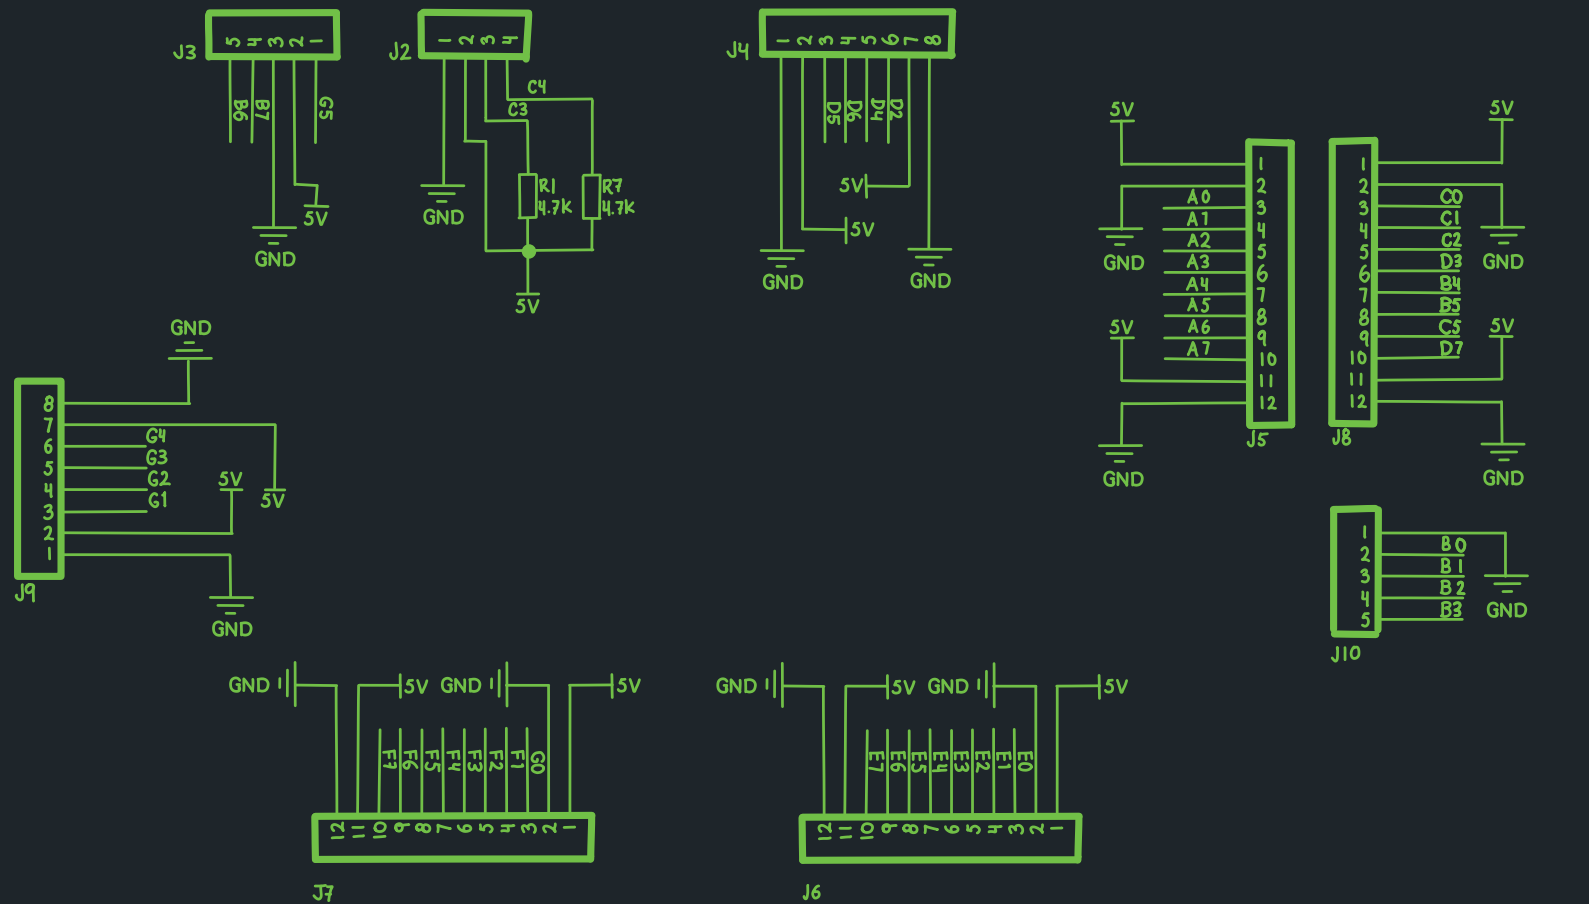 J3
5 4 3 2 1
B6 B7 G5
5V
GND
J2
1 2 3 4
C4
C3
R1
4.7K
R7
4.7K
GND
5V
J4
1 2 3 4 5 6 7 8
D5 D6 D4 D2
5V
5V
GND
GND
5V
1
2
A0 3
A1 4
A2 5
A3 6
A4 7
A5 8
A6 9
A7 10
11
12
GND
5V
GND
J5
5V
1
2
3 C0
4 C1
5 C2
6 D3
7 B4
8 B5
9 C5
10 D7
11
12
GND
5V
GND
J8
GND
8
7
6 G4
5 G3
4 G2
3 G1
2
1
5V
5V
GND
J9
1
2 B0
3 B1
4 B2
5 B3
GND
J10
GND 5V GND 5V
F7 F6 F5 F4 F3 F2 F1 G0
12 11 10 9 8 7 6 5 4 3 2 1
J7
GND 5V GND 5V
E7 E6 E5 E4 E3 E2 E1 E0
12 11 10 9 8 7 6 5 4 3 2 1
J6